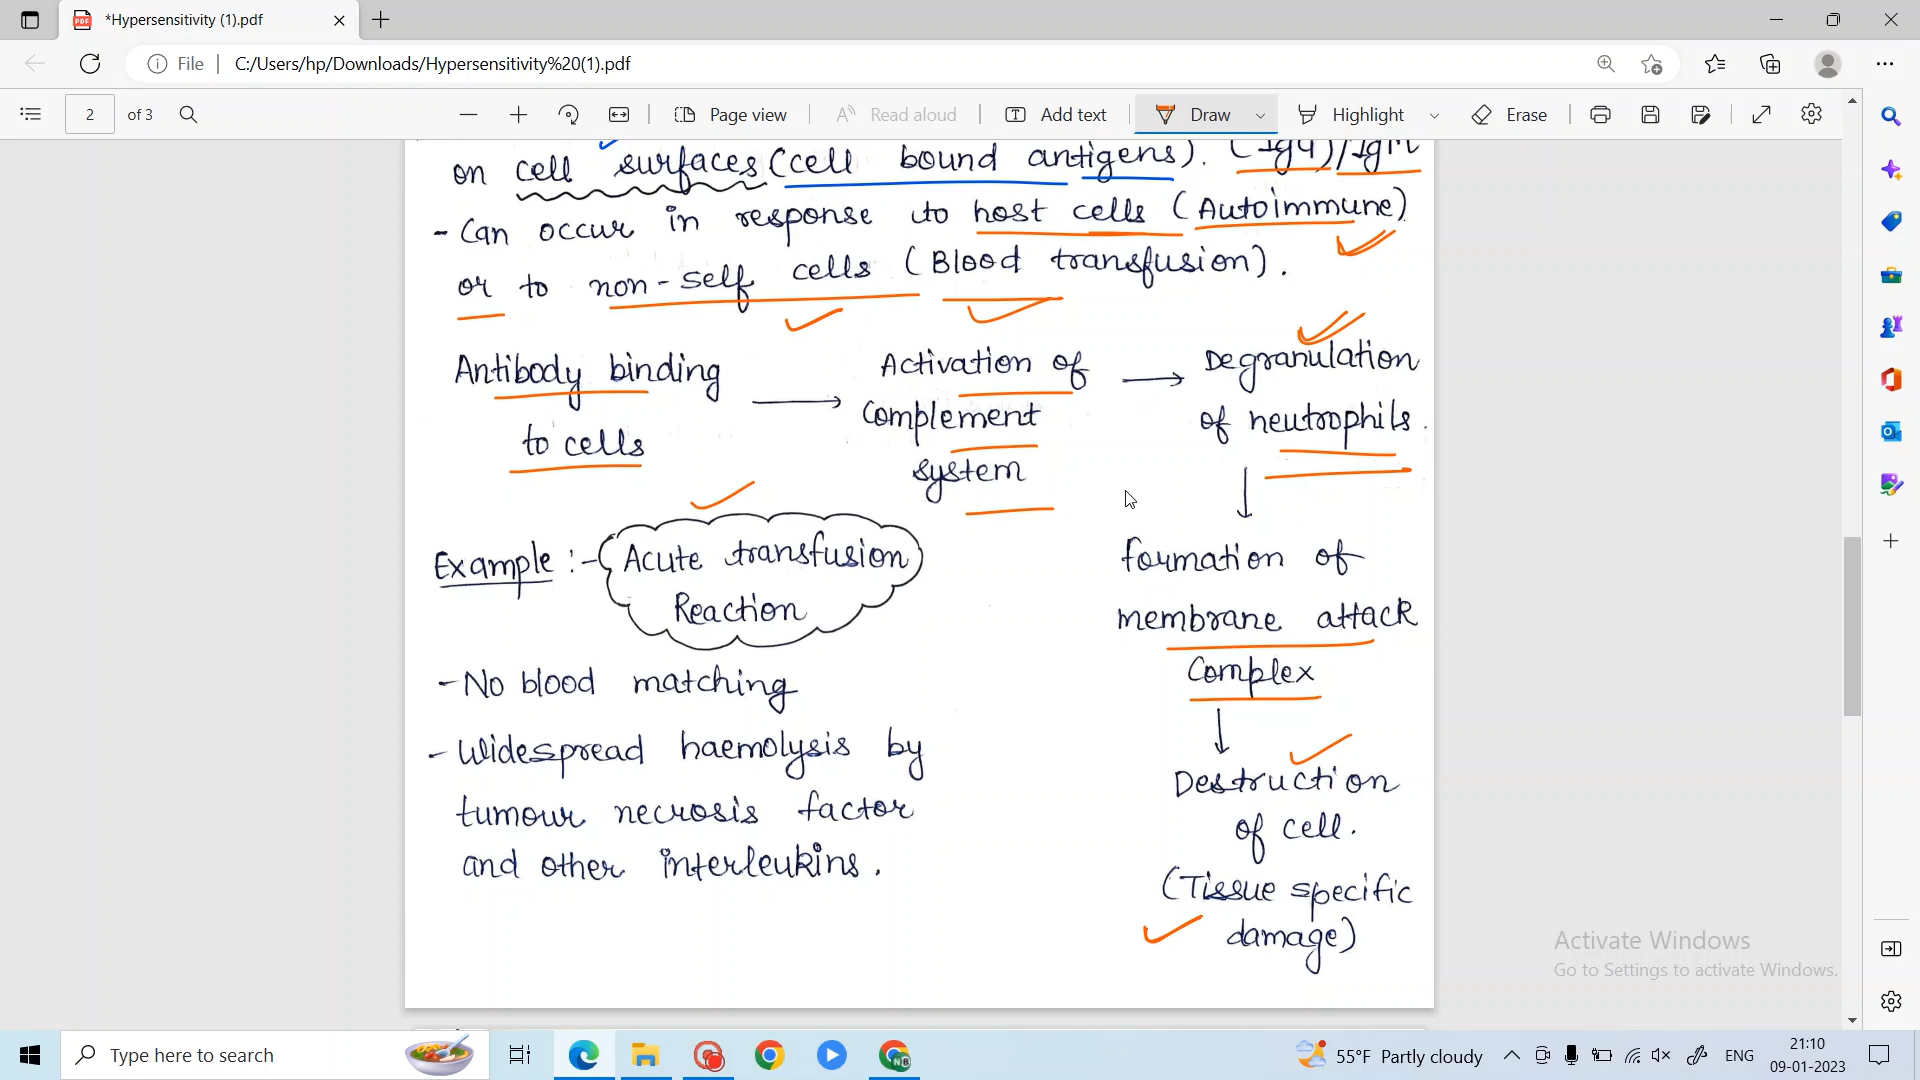 *Hypersensitivity (1).pdf
File C:/Users/hp/Downloads/Hypersensitivity%20(1).pdf
2 of 3 Page view Read aloud Add text Draw Highlight Erase
on cell surfaces (cell bound antigens). (IgG)/IgM
- Can occur in response to host cells (Autoimmune)
or to non-self cells (Blood transfusion).
Antibody binding
to cells
Activation of
complement
system
Degranulation
of neutrophils.
formation of
membrane attack
Complex
Destruction
of cell.
(Tissue specific
damage)
Example :- Acute transfusion
Reaction
- No blood matching
- Widespread haemolysis by
tumour necrosis factor
and other interleukins.
Activate Windows
Go to Settings to activate Windows.
Type here to search
55°F Partly cloudy
ENG
21:10
09-01-2023